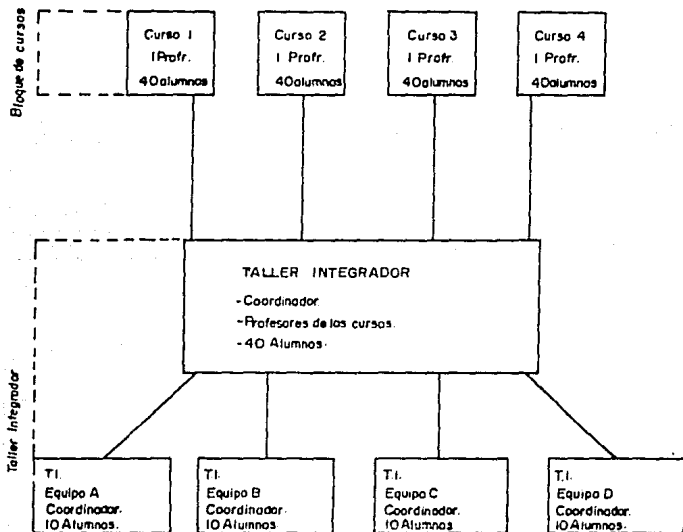 Bloque de cursos
Curso 1
1 Profr.
40 alumnos
Curso 2
1 Profr.
40 alumnos
Curso 3
1 Profr.
40 alumnos
Curso 4
1 Profr.
40 alumnos
Taller Integrador
TALLER INTEGRADOR
-Coordinador
-Profesores de los cursos.
-40 Alumnos.
T.I.
Equipo A
Coordinador.
10 Alumnos.
T.I.
Equipo B
Coordinador.
10 Alumnos.
T.I.
Equipo C
Coordinador.
10 Alumnos.
T.I.
Equipo D
Coordinador.
10 Alumnos.